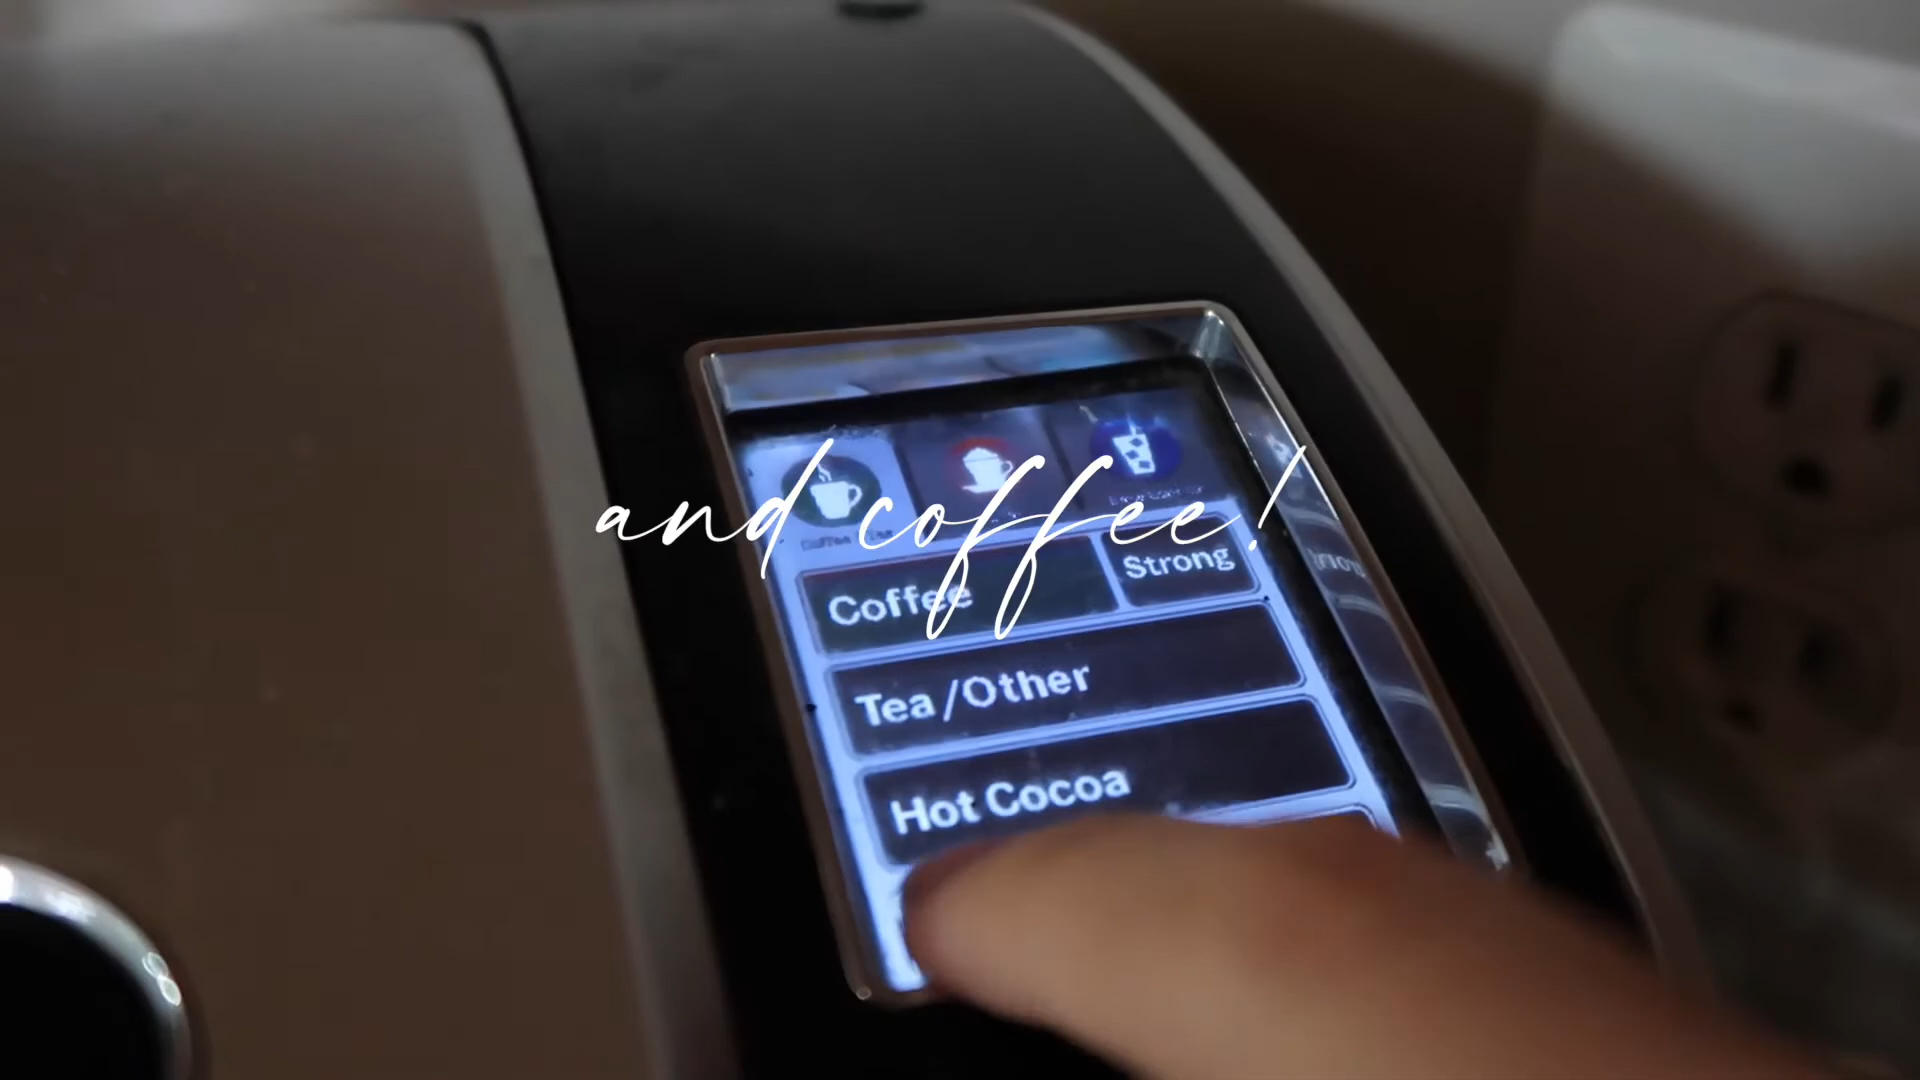 and coffee!
Coffee
Strong
Tea/Other
Hot Cocoa